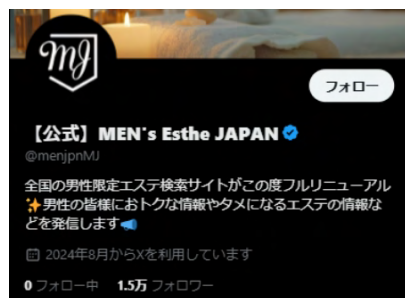 MJ
フォロー
【公式】MEN's Esthe JAPAN
@menjpnMJ
全国の男性限定エステ検索サイトがこの度フルリニューアル
✨男性の皆様におトクな情報やタメになるエステの情報な
どを発信します📣
2024年8月からXを利用しています
0 フォロー中 1.5万 フォロワー